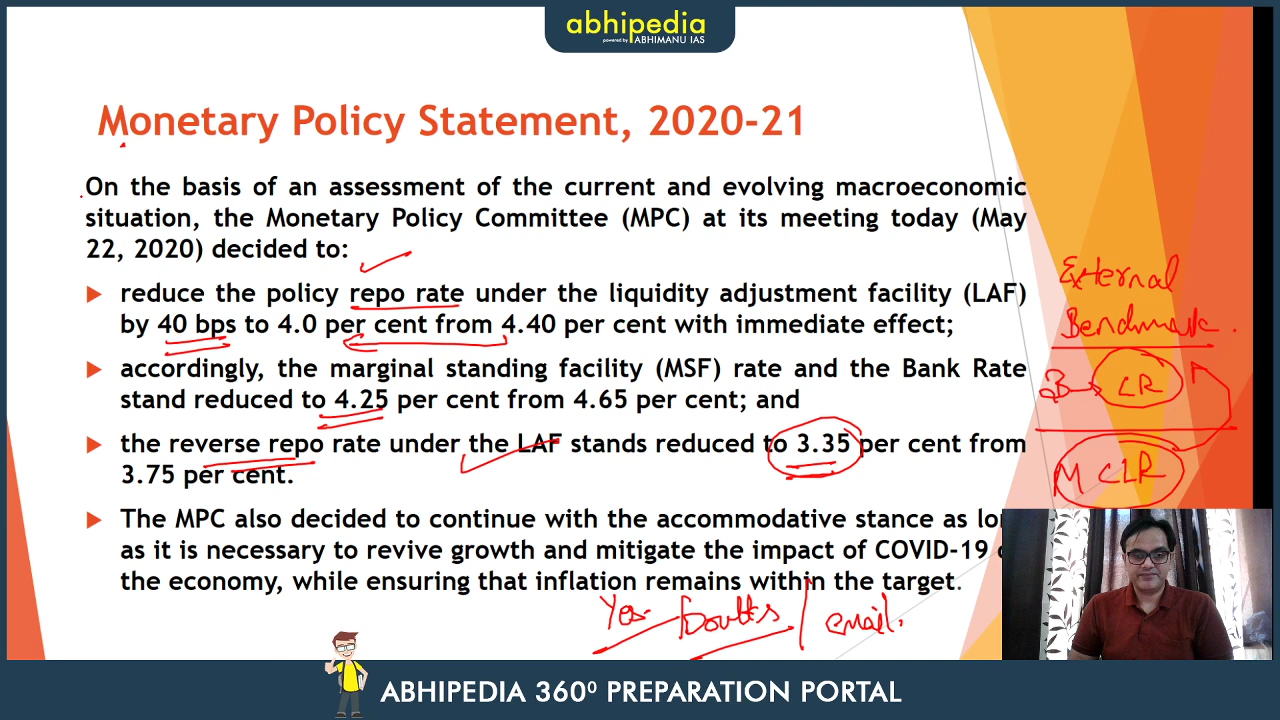 abhipedia
powered by ABHIMANU IAS
Monetary Policy Statement, 2020-21
On the basis of an assessment of the current and evolving macroeconomic
situation, the Monetary Policy Committee (MPC) at its meeting today (May
22, 2020) decided to:
reduce the policy repo rate under the liquidity adjustment facility (LAF)
by 40 bps to 4.0 per cent from 4.40 per cent with immediate effect;
accordingly, the marginal standing facility (MSF) rate and the Bank Rate
stand reduced to 4.25 per cent from 4.65 per cent; and
the reverse repo rate under the LAF stands reduced to 3.35 per cent from
3.75 per cent.
The MPC also decided to continue with the accommodative stance as lon
as it is necessary to revive growth and mitigate the impact of COVID-19
the economy, while ensuring that inflation remains within the target.
External
Benchmark.
B LR
MCLR
Yes Doubts / email.
ABHIPEDIA 360⁰ PREPARATION PORTAL